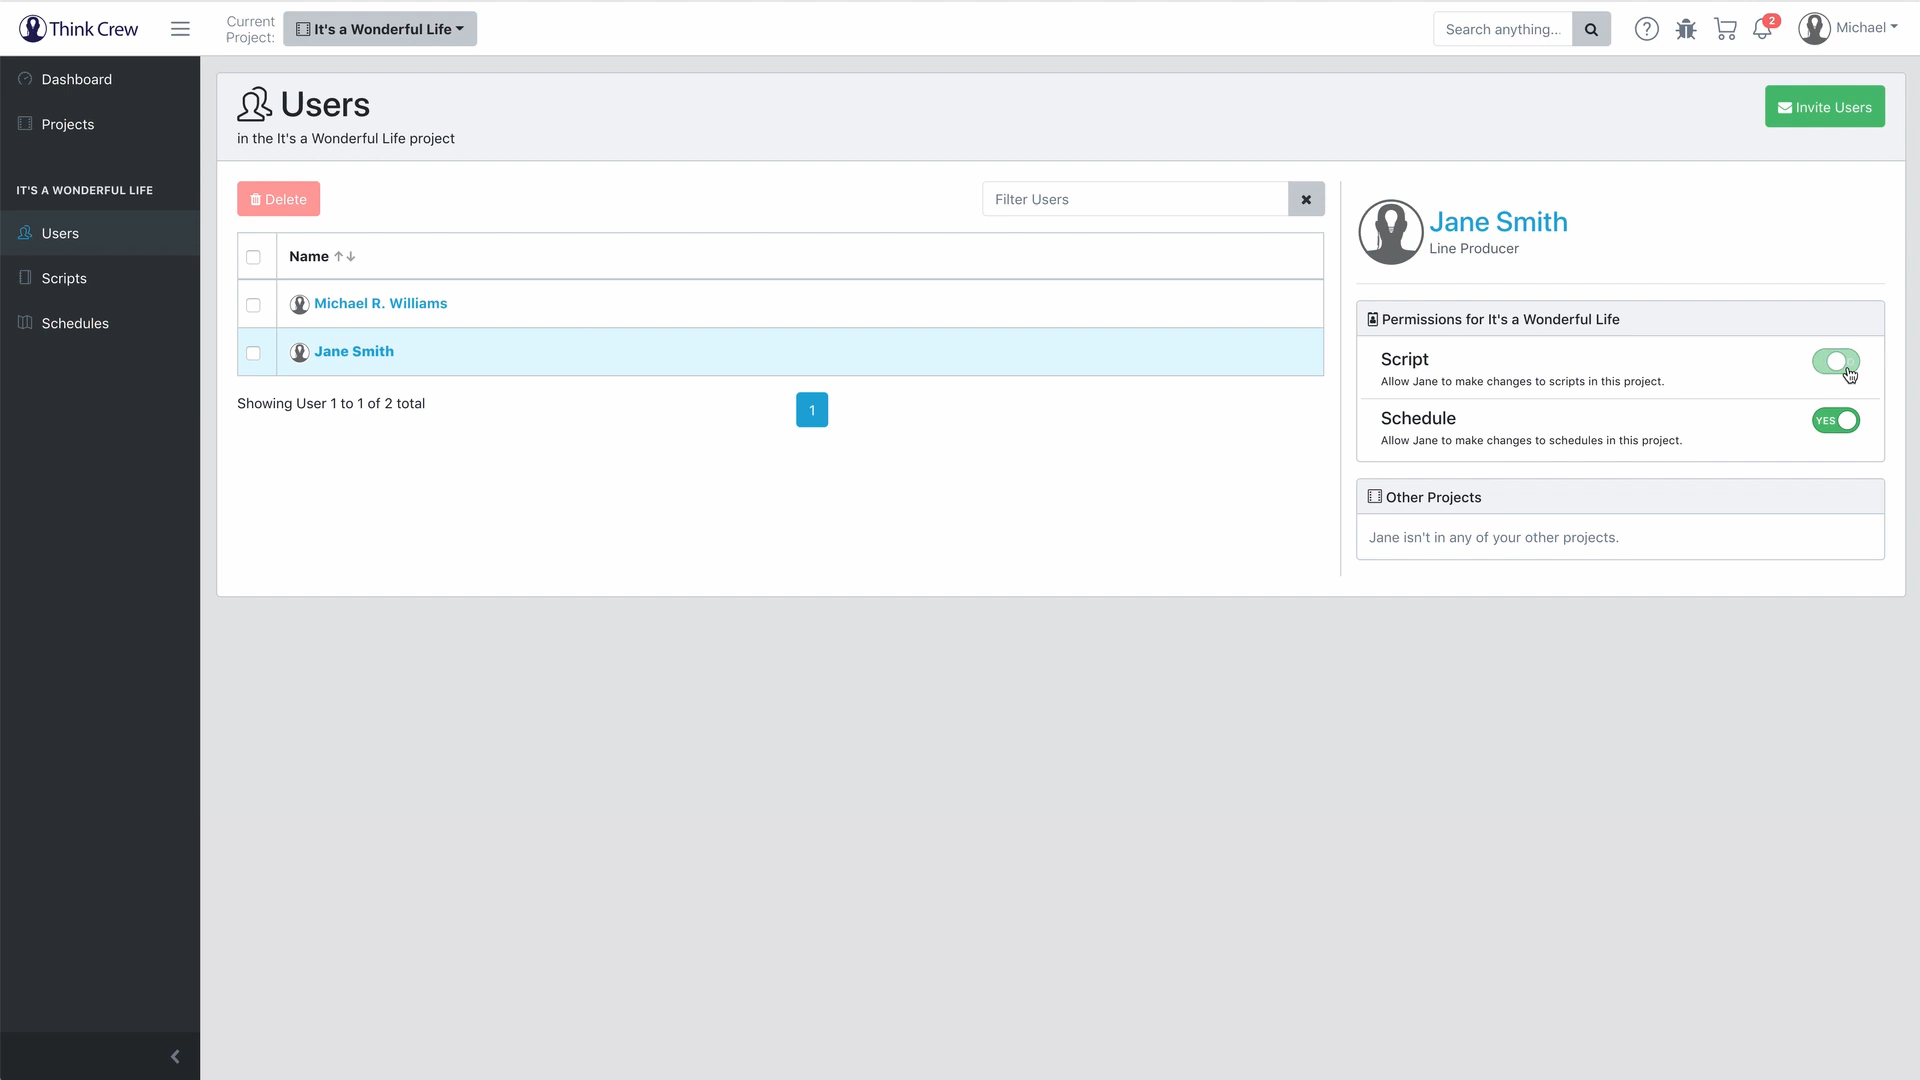 Think Crew
Current
Project:
It's a Wonderful Life
Search anything...
2
Michael
Dashboard
Projects
IT'S A WONDERFUL LIFE
Users
Scripts
Schedules
Users
in the It's a Wonderful Life project
Invite Users
Delete
Filter Users
Name
Michael R. Williams
Jane Smith
Showing User 1 to 1 of 2 total
1
Jane Smith
Line Producer
Permissions for It's a Wonderful Life
Script
Allow Jane to make changes to scripts in this project.
Schedule
Allow Jane to make changes to schedules in this project.
YES
Other Projects
Jane isn't in any of your other projects.